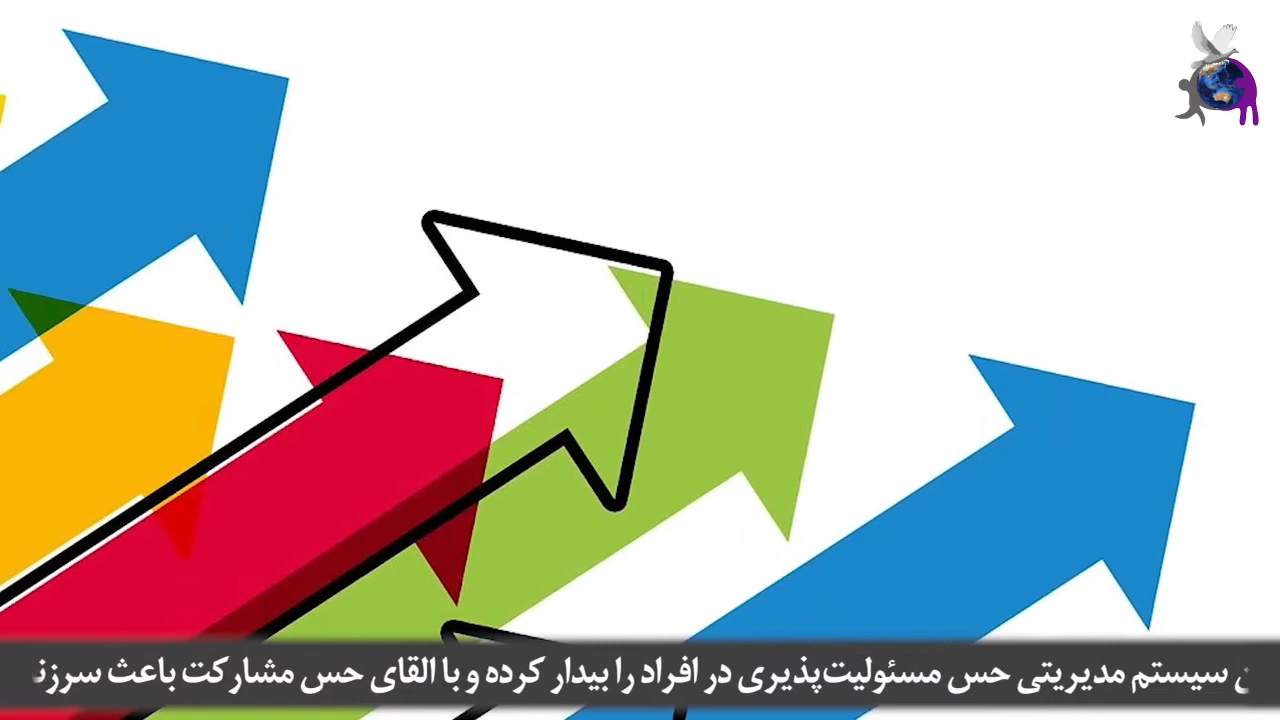 سیستم مدیریتی حس مسئولیت‌پذیری در افراد را بیدار کرده و با القای حس مشارکت باعث